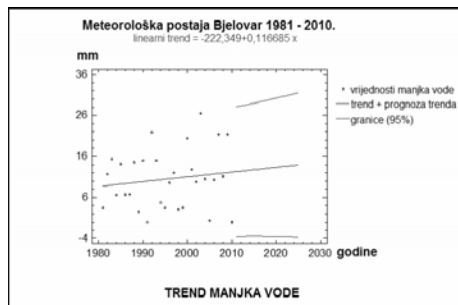 Meteorološka postaja Bjelovar 1981 - 2010.
linearni trend = -222,349+0,116685 x
mm
36
26
16
6
-4
1980
1990
2000
2010
2020
2030
godine
vrijednosti manjka vode
trend + prognoza trenda
granice (95%)
TREND MANJKA VODE